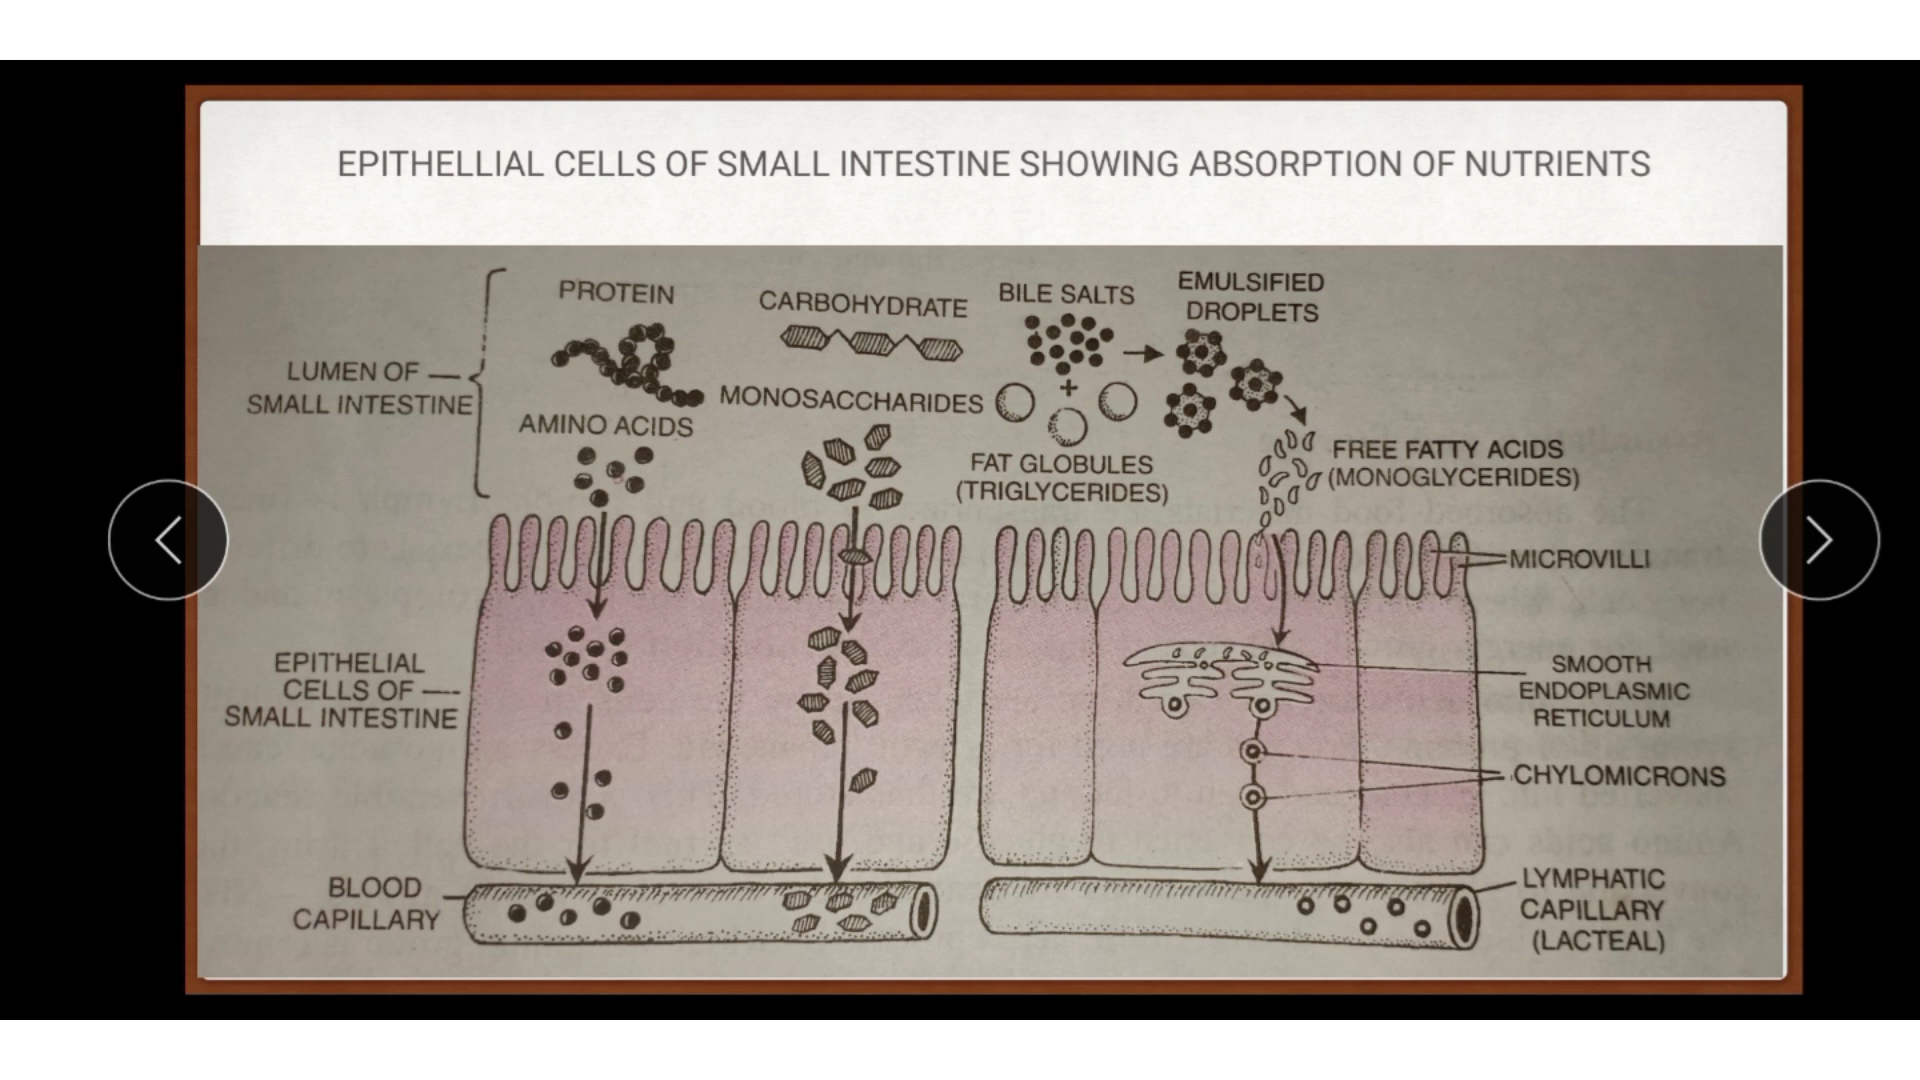 EPITHELLIAL CELLS OF SMALL INTESTINE SHOWING ABSORPTION OF NUTRIENTS
PROTEIN
CARBOHYDRATE
BILE SALTS
EMULSIFIED
DROPLETS
LUMEN OF
SMALL INTESTINE
AMINO ACIDS
MONOSACCHARIDES
+
FAT GLOBULES
(TRIGLYCERIDES)
FREE FATTY ACIDS
(MONOGLYCERIDES)
MICROVILLI
EPITHELIAL
CELLS OF
SMALL INTESTINE
SMOOTH
ENDOPLASMIC
RETICULUM
CHYLOMICRONS
BLOOD
CAPILLARY
LYMPHATIC
CAPILLARY
(LACTEAL)